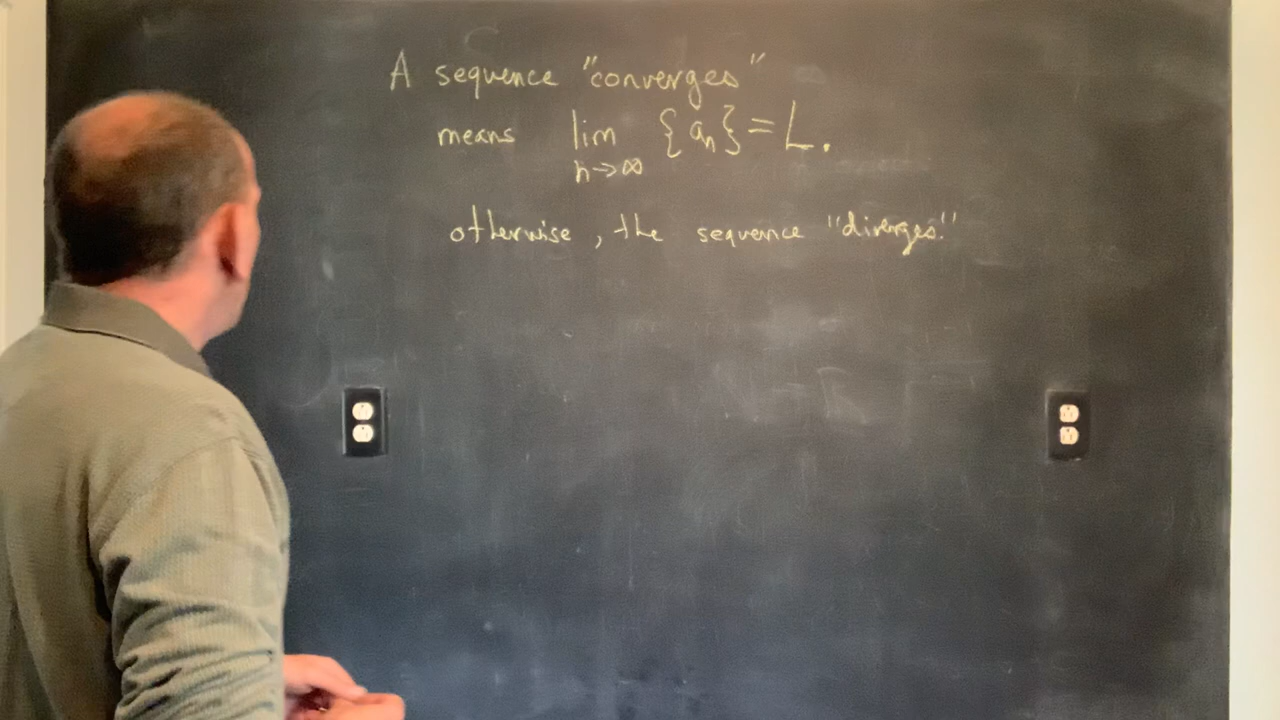 A sequence "converges"
means lim {aₙ} = L.
n→∞
otherwise, the sequence "diverges."